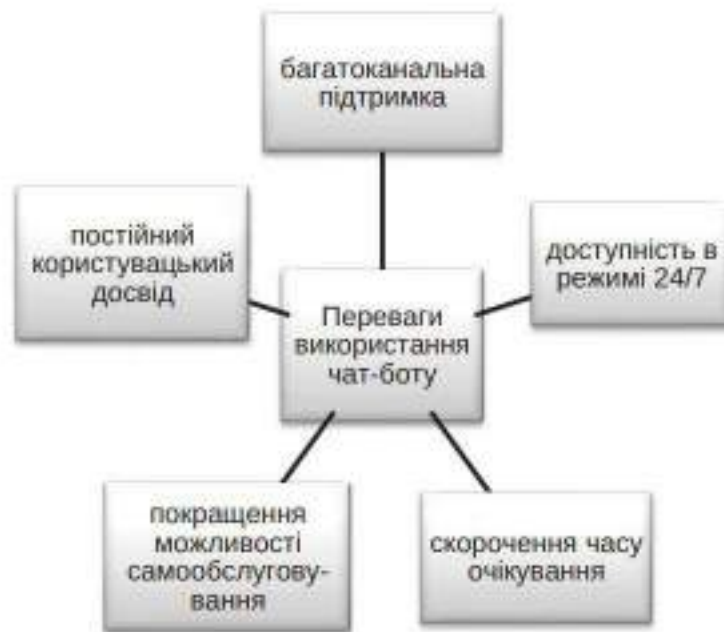 багатоканальна
підтримка
постійний
користувацький
досвід
доступність в
режимі 24/7
Переваги
використання
чат-боту
покращення
можливості
самообслугову-
вання
скорочення часу
очікування